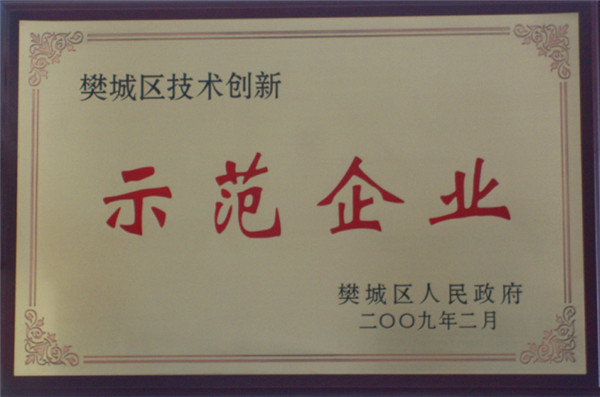 樊城区技术创新
示范企业
樊城区人民政府
二〇〇九年二月